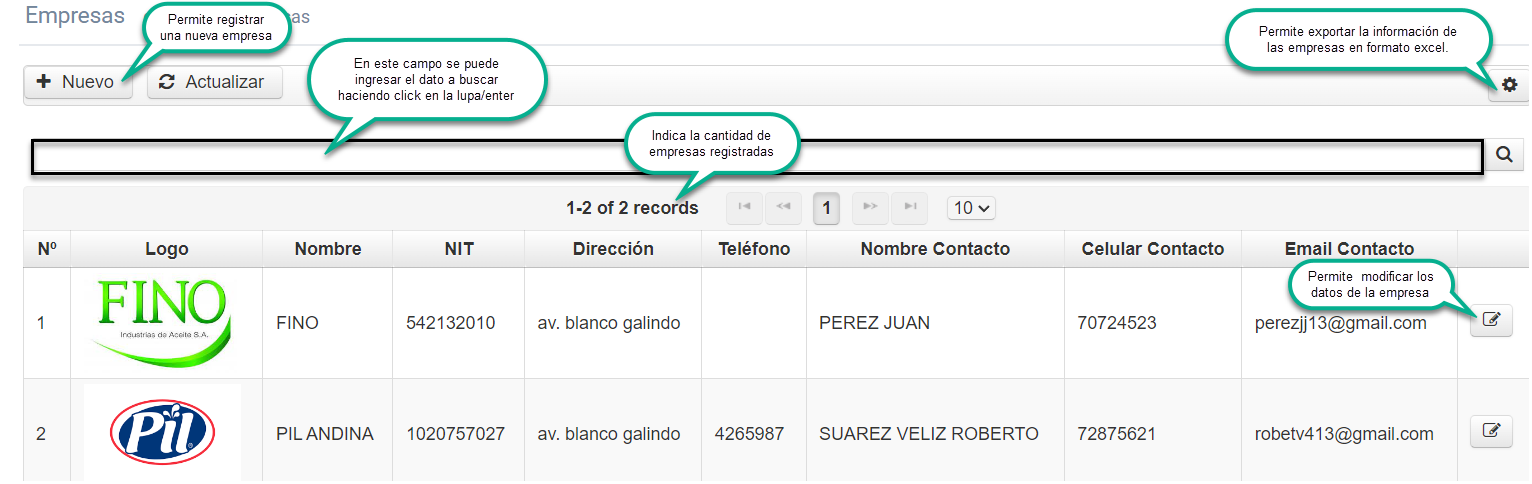 Empresas
Permite registrar
una nueva empresa
as
Permite exportar la información de
las empresas en formato excel.
Nuevo
Actualizar
En este campo se puede
ingresar el dato a buscar
haciendo click en la lupa/enter
Indica la cantidad de
empresas registradas
1-2 of 2 records 1 10
Nº Logo Nombre NIT Dirección Teléfono Nombre Contacto Celular Contacto Email Contacto
Permite modificar los
datos de la empresa
FINO
Industrias de Aceite S.A.
1 FINO 542132010 av. blanco galindo PEREZ JUAN 70724523 perezjj13@gmail.com
Pil
2 PIL ANDINA 1020757027 av. blanco galindo 4265987 SUAREZ VELIZ ROBERTO 72875621 robetv413@gmail.com